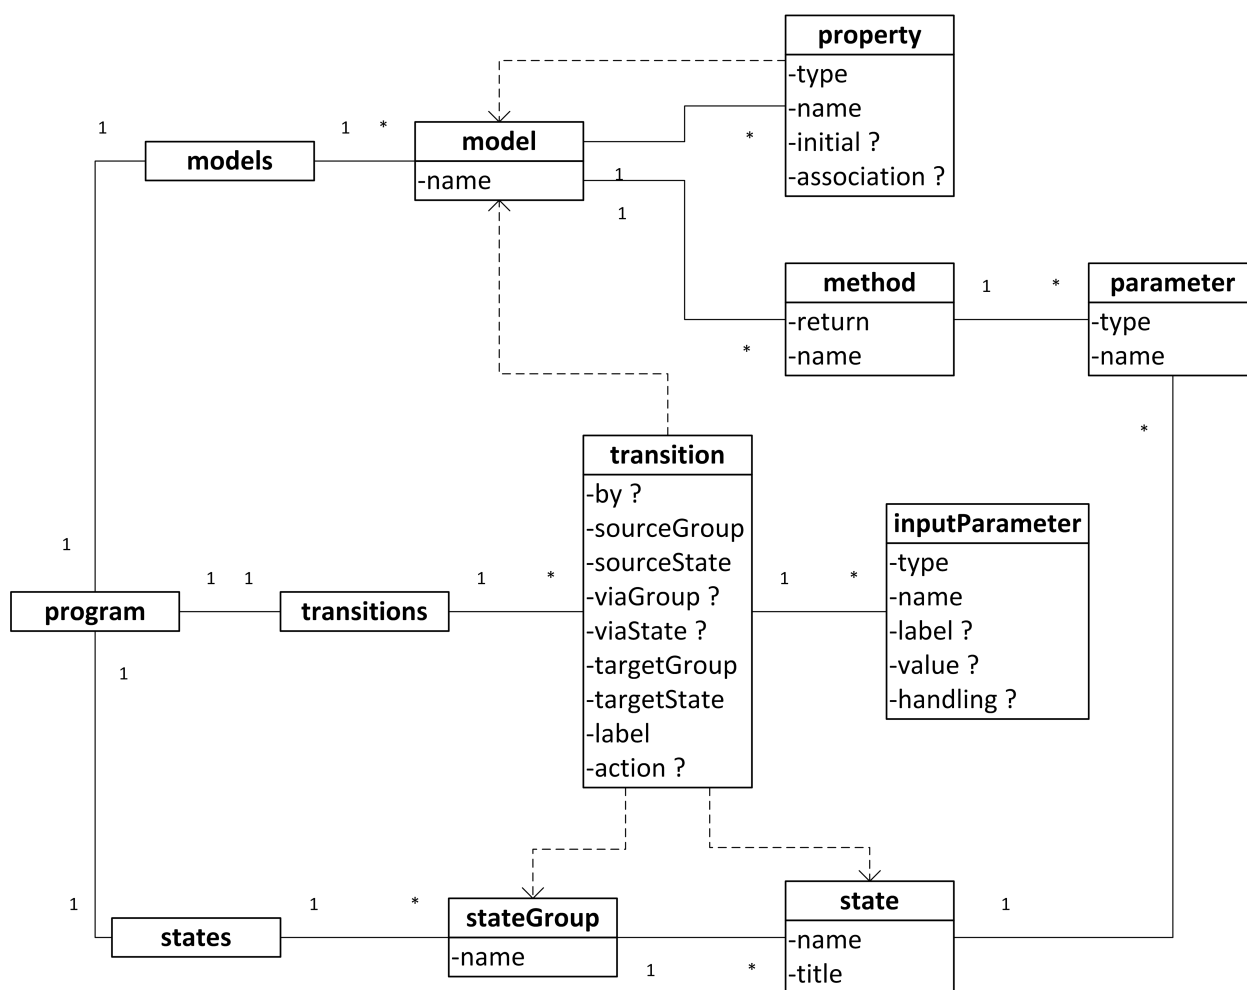 property
-type
-name
-initial ?
-association ?
1
1
*
*
models
model
-name
1
1
method
-return
-name
*
1
*
parameter
-type
-name
*
transition
-by ?
-sourceGroup
-sourceState
-viaGroup ?
-viaState ?
-targetGroup
-targetState
-label
-action ?
inputParameter
-type
-name
-label ?
-value ?
-handling ?
1
1
1
1
*
1
*
program
transitions
1
1
1
*
states
stateGroup
-name
1
*
state
-name
-title
1